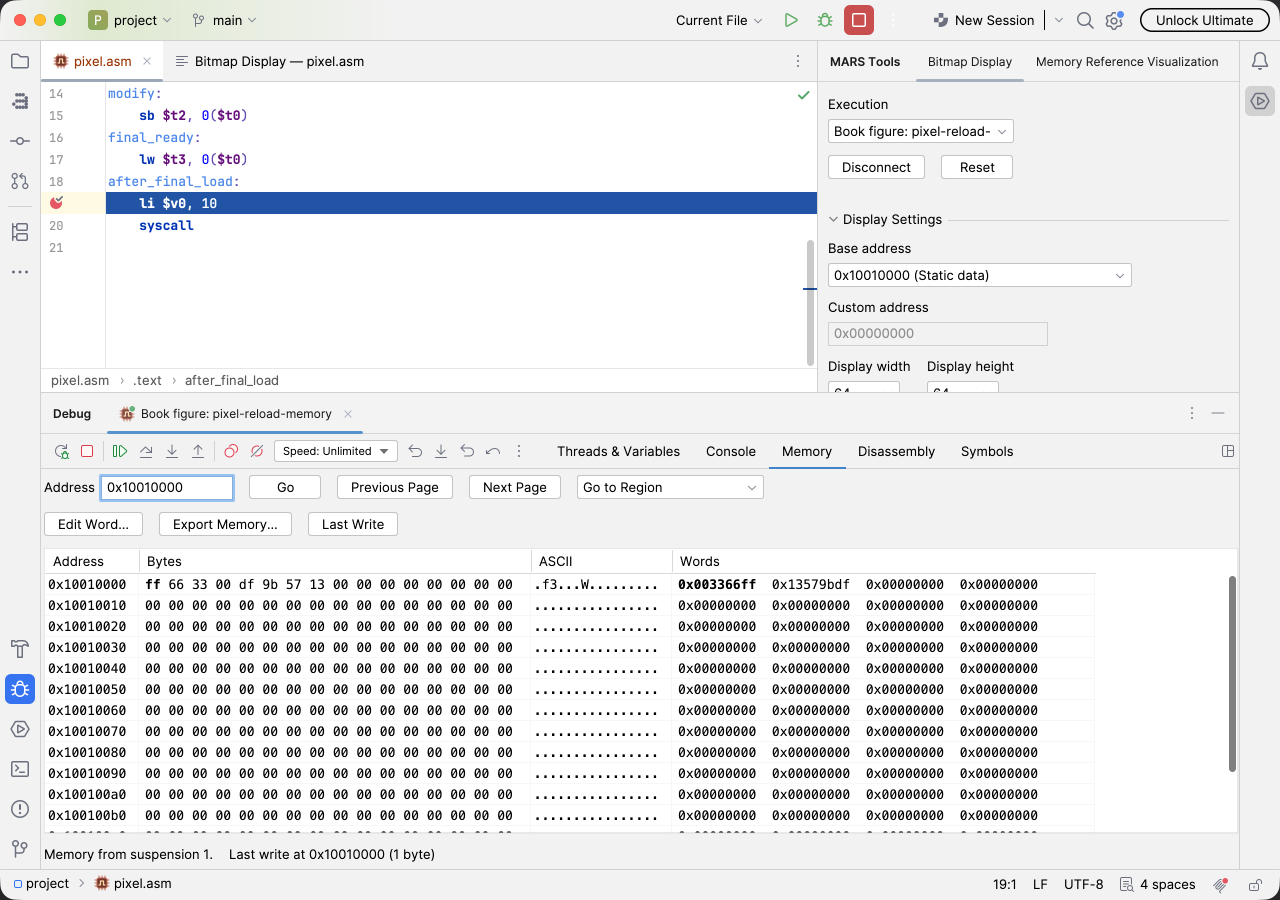 P project main Current File New Session Unlock Ultimate
pixel.asm Bitmap Display — pixel.asm MARS Tools Bitmap Display Memory Reference Visualization
14 modify:
15 sb $t2, 0($t0)
16 final_ready:
17 lw $t3, 0($t0)
18 after_final_load:
li $v0, 10
20 syscall
21
pixel.asm › .text › after_final_load
Execution
Book figure: pixel-reload-
Disconnect Reset
Display Settings
Base address
0x10010000 (Static data)
Custom address
0x00000000
Display width Display height
64 64
Debug Book figure: pixel-reload-memory
Speed: Unlimited Threads & Variables Console Memory Disassembly Symbols
Address 0x10010000 Go Previous Page Next Page Go to Region
Edit Word... Export Memory... Last Write
Address Bytes ASCII Words
0x10010000 ff 66 33 00 df 9b 57 13 00 00 00 00 00 00 00 00 .f3...W......... 0x003366ff 0x13579bdf 0x00000000 0x00000000
0x10010010 00 00 00 00 00 00 00 00 00 00 00 00 00 00 00 00 ................ 0x00000000 0x00000000 0x00000000 0x00000000
0x10010020 00 00 00 00 00 00 00 00 00 00 00 00 00 00 00 00 ................ 0x00000000 0x00000000 0x00000000 0x00000000
0x10010030 00 00 00 00 00 00 00 00 00 00 00 00 00 00 00 00 ................ 0x00000000 0x00000000 0x00000000 0x00000000
0x10010040 00 00 00 00 00 00 00 00 00 00 00 00 00 00 00 00 ................ 0x00000000 0x00000000 0x00000000 0x00000000
0x10010050 00 00 00 00 00 00 00 00 00 00 00 00 00 00 00 00 ................ 0x00000000 0x00000000 0x00000000 0x00000000
0x10010060 00 00 00 00 00 00 00 00 00 00 00 00 00 00 00 00 ................ 0x00000000 0x00000000 0x00000000 0x00000000
0x10010070 00 00 00 00 00 00 00 00 00 00 00 00 00 00 00 00 ................ 0x00000000 0x00000000 0x00000000 0x00000000
0x10010080 00 00 00 00 00 00 00 00 00 00 00 00 00 00 00 00 ................ 0x00000000 0x00000000 0x00000000 0x00000000
0x10010090 00 00 00 00 00 00 00 00 00 00 00 00 00 00 00 00 ................ 0x00000000 0x00000000 0x00000000 0x00000000
0x100100a0 00 00 00 00 00 00 00 00 00 00 00 00 00 00 00 00 ................ 0x00000000 0x00000000 0x00000000 0x00000000
0x100100b0 00 00 00 00 00 00 00 00 00 00 00 00 00 00 00 00 ................ 0x00000000 0x00000000 0x00000000 0x00000000
Memory from suspension 1. Last write at 0x10010000 (1 byte)
project pixel.asm 19:1 LF UTF-8 4 spaces